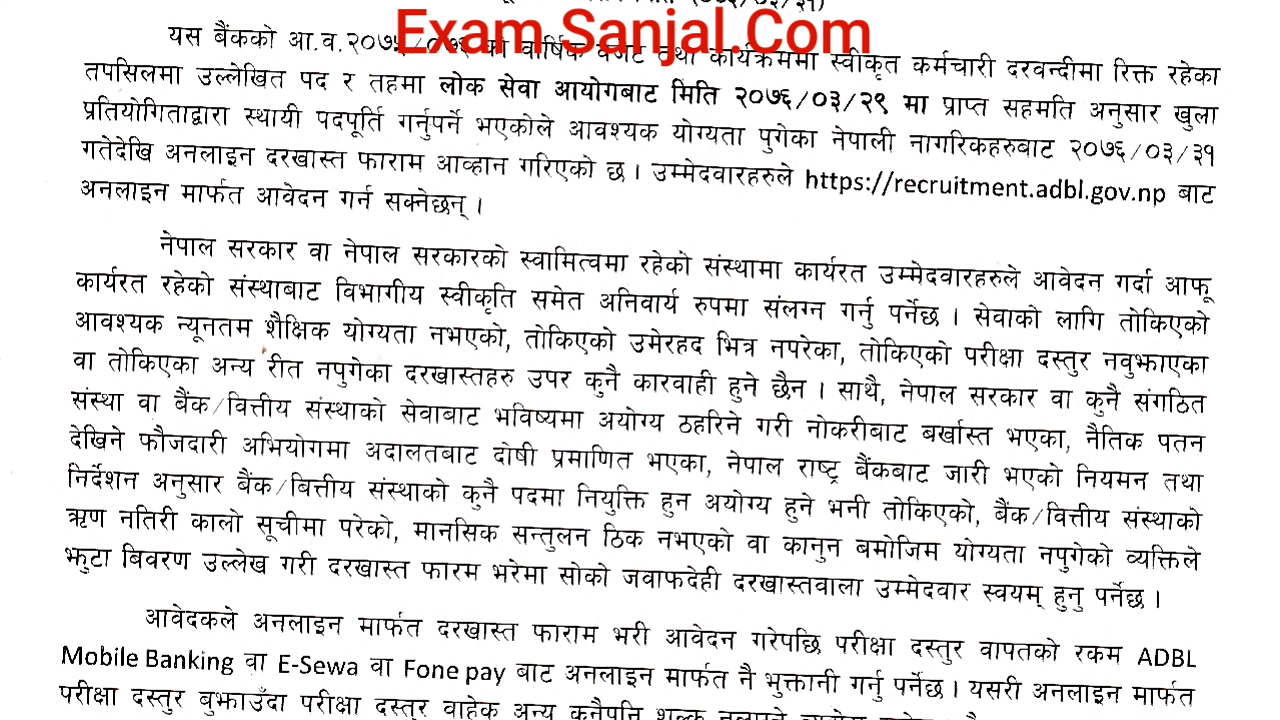 २०७६/०३/३१)
Exam Sanjal.Com
यस बैंकको आ.व.२०७५ को वार्षिक बजेट तथा कार्यक्रममा स्वीकृत कर्मचारी दरवन्दीमा रिक्त रहेका
तपसिलमा उल्लेखित पद र तहमा लोक सेवा आयोगबाट मिति २०७६/०३/२९ मा प्राप्त सहमति अनुसार खुला
प्रतियोगिताद्वारा स्थायी पदपूर्ति गर्नुपर्ने भएकोले आवश्यक योग्यता पुगेका नेपाली नागरिकहरुबाट २०७६/०३/३१
गतेदेखि अनलाइन दरखास्त फाराम आव्हान गरिएको छ । उम्मेदवारहरुले https://recruitment.adbl.gov.np बाट
अनलाइन मार्फत आवेदन गर्न सक्नेछन् ।
नेपाल सरकार वा नेपाल सरकारको स्वामित्वमा रहेको संस्थामा कार्यरत उम्मेदवारहरुले आवेदन गर्दा आफू
कार्यरत रहेको संस्थाबाट विभागीय स्वीकृति समेत अनिवार्य रुपमा संलग्न गर्नु पर्नेछ । सेवाको लागि तोकिएको
आवश्यक न्यूनतम शैक्षिक योग्यता नभएको, तोकिएको उमेरहद भित्र नपरेका, तोकिएको परीक्षा दस्तुर नवुझाएका
वा तोकिएका अन्य रीत नपुगेका दरखास्तहरु उपर कुनै कारवाही हुने छैन । साथै, नेपाल सरकार वा कुनै संगठित
संस्था वा बैंक/वित्तीय संस्थाको सेवाबाट भविष्यमा अयोग्य ठहरिने गरी नोकरीबाट बर्खास्त भएका, नैतिक पतन
देखिने फौजदारी अभियोगमा अदालतबाट दोषी प्रमाणित भएका, नेपाल राष्ट्र बैंकबाट जारी भएको नियमन तथा
निर्देशन अनुसार बैंक/बित्तीय संस्थाको कुनै पदमा नियुक्ति हुन अयोग्य हुने भनी तोकिएको, बैंक/वित्तीय संस्थाको
ऋण नतिरी कालो सूचीमा परेको, मानसिक सन्तुलन ठिक नभएको वा कानुन बमोजिम योग्यता नपुगेको व्यक्तिले
झुटा बिवरण उल्लेख गरी दरखास्त फारम भरेमा सोको जवाफदेही दरखास्तवाला उम्मेदवार स्वयम् हुनु पर्नेछ ।
आवेदकले अनलाइन मार्फत दरखास्त फाराम भरी आवेदन गरेपछि परीक्षा दस्तुर वापतको रकम ADBL
Mobile Banking वा E-Sewa वा Fone pay बाट अनलाइन मार्फत नै भुक्तानी गर्नु पर्नेछ । यसरी अनलाइन मार्फत
परीक्षा दस्तुर बुझाउँदा परीक्षा दस्तुर वाहेक अन्य कुनैपनि शुल्क